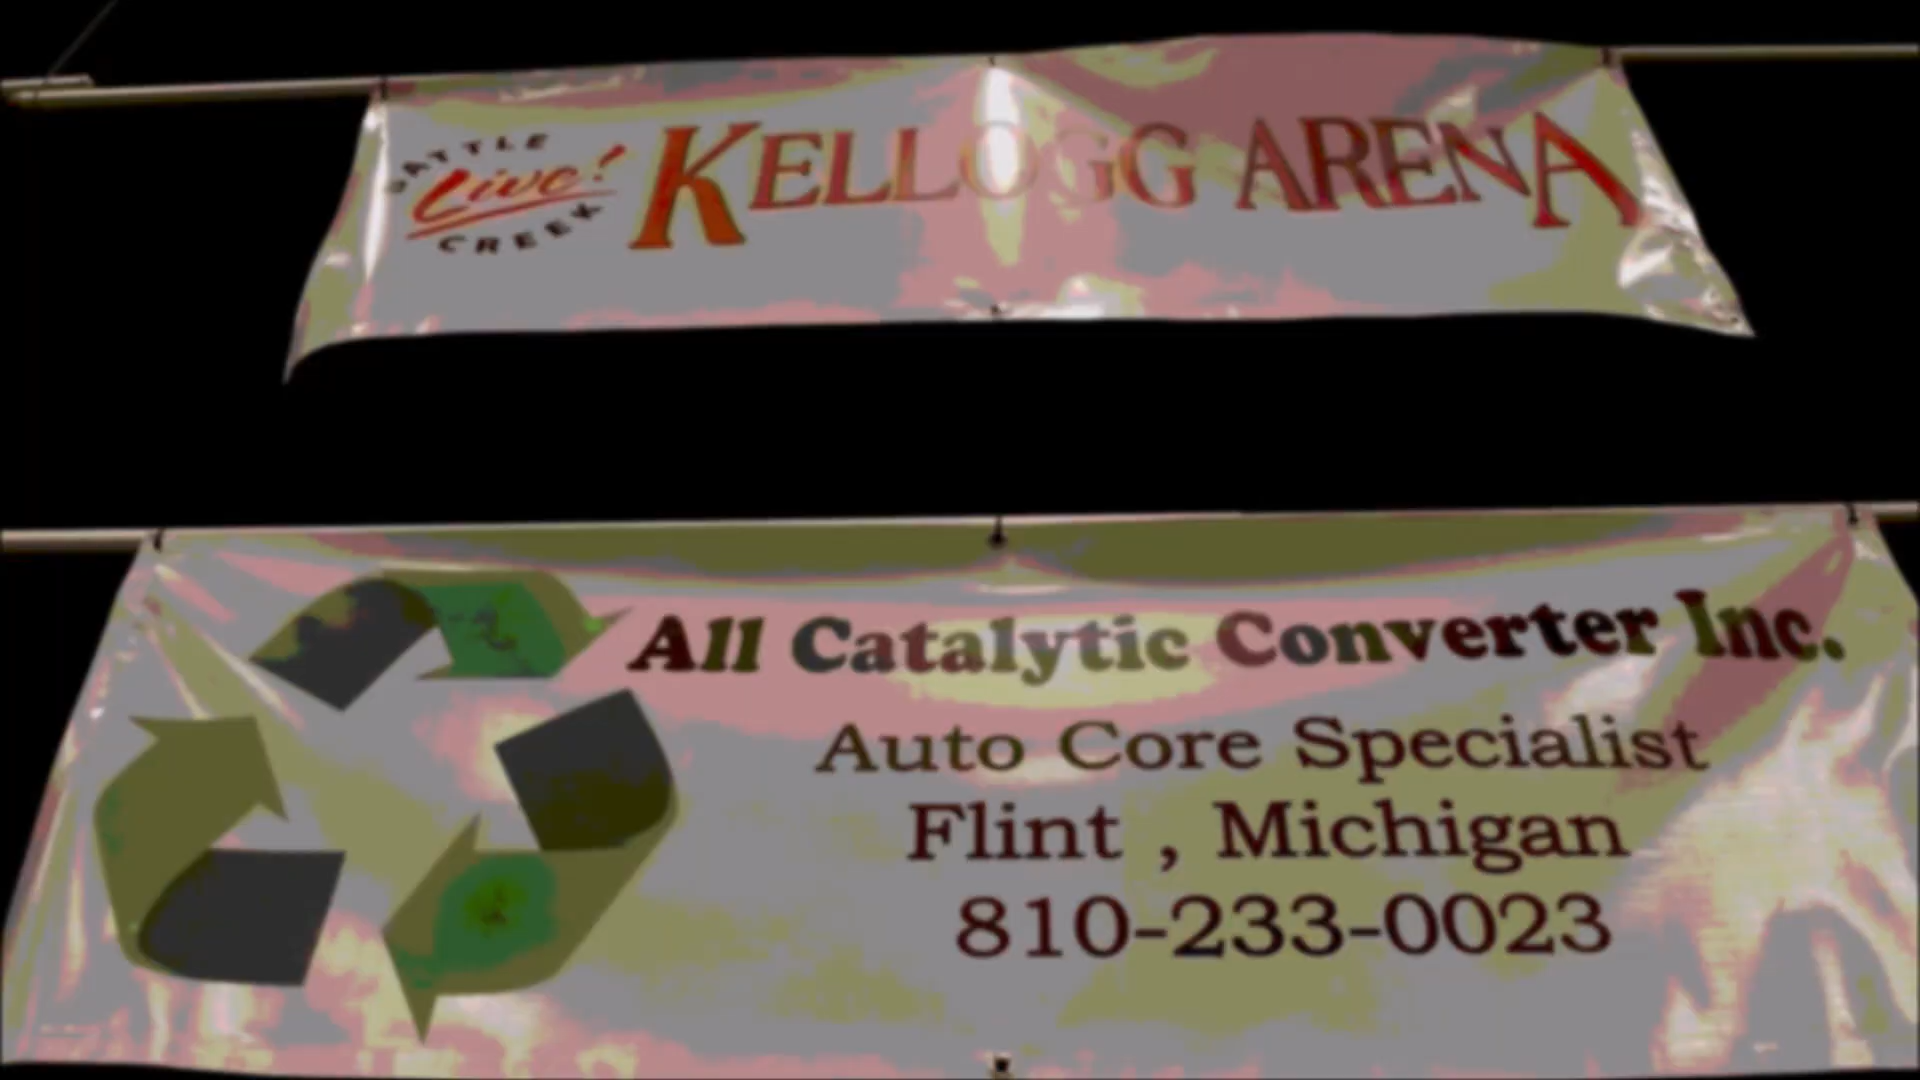 BATTLE
Live!
CREEK
KELLOGG ARENA
All Catalytic Converter Inc.
Auto Core Specialist
Flint , Michigan
810-233-0023